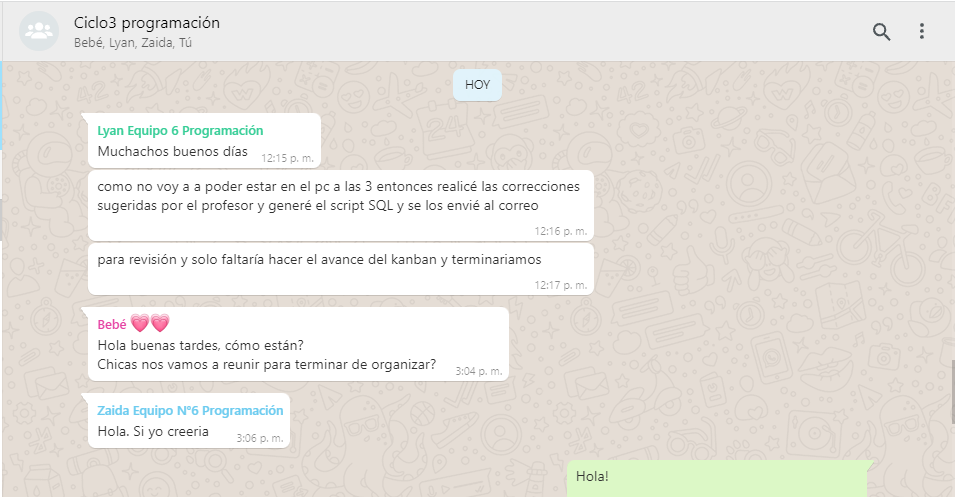 Ciclo3 programación
Bebé, Lyan, Zaida, Tú
HOY
Lyan Equipo 6 Programación
Muchachos buenos días
12:15 p. m.
como no voy a a poder estar en el pc a las 3 entonces realicé las correcciones
sugeridas por el profesor y generé el script SQL y se los envié al correo
12:16 p. m.
para revisión y solo faltaría hacer el avance del kanban y terminariamos
12:17 p. m.
Bebé 💗💗
Hola buenas tardes, cómo están?
Chicas nos vamos a reunir para terminar de organizar?
3:04 p. m.
Zaida Equipo N°6 Programación
Hola. Si yo creeria
3:06 p. m.
Hola!